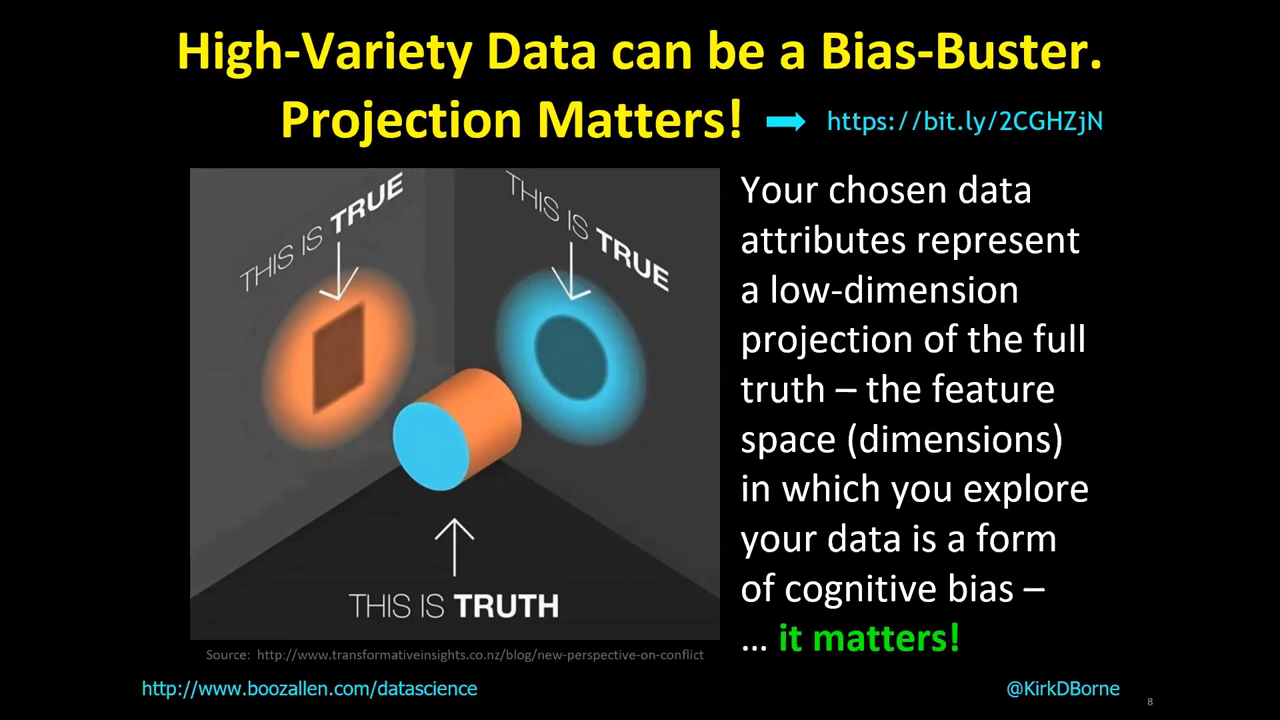 High-Variety Data can be a Bias-Buster.
Projection Matters! https://bit.ly/2CGHZjN
THIS IS TRUE
THIS IS TRUE
THIS IS TRUTH
Your chosen data
attributes represent
a low-dimension
projection of the full
truth – the feature
space (dimensions)
in which you explore
your data is a form
of cognitive bias –
... it matters!
Source: http://www.transformativeinsights.co.nz/blog/new-perspective-on-conflict
http://www.boozallen.com/datascience
@KirkDBorne
8